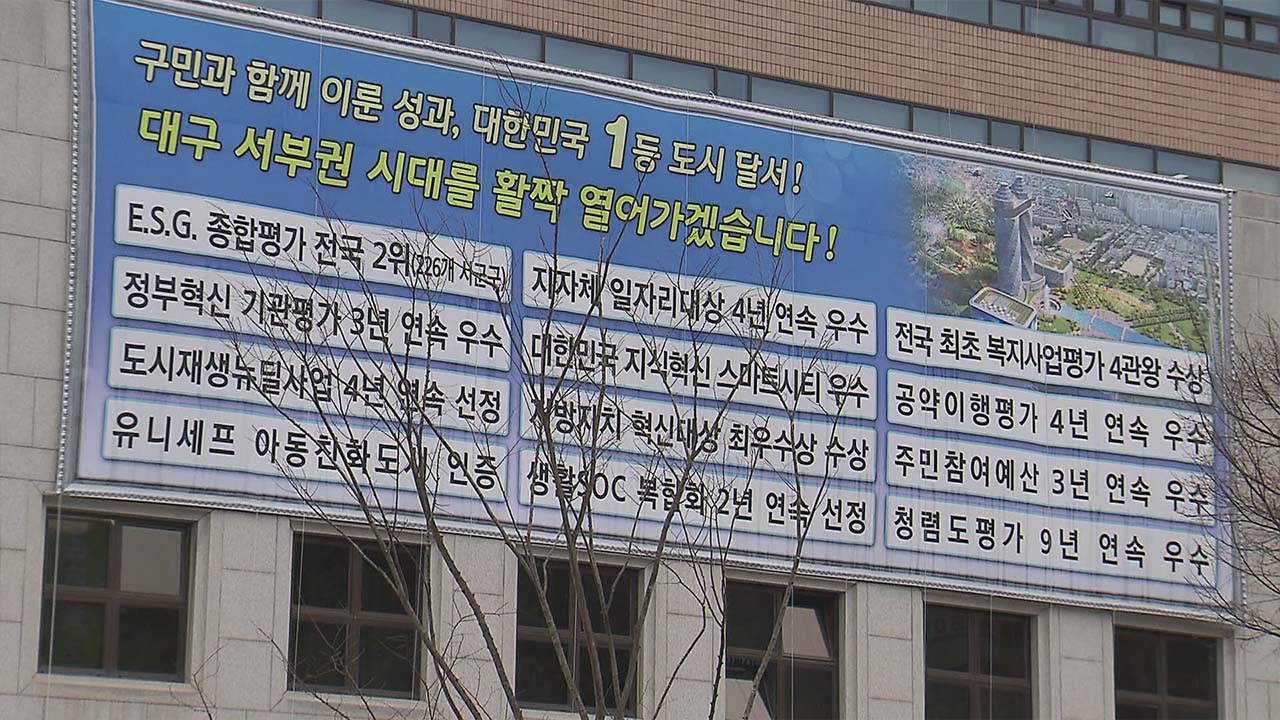 구민과 함께 이룬 성과, 대한민국 1등 도시 달서!
대구 서부권 시대를 활짝 열어가겠습니다!
E.S.G. 종합평가 전국 2위(226개 시군구)
정부혁신 기관평가 3년 연속 우수
도시재생뉴딜사업 4년 연속 선정
유니세프 아동친화도시 인증
지자체 일자리대상 4년 연속 우수
대한민국 지식혁신 스마트시티 우수
지방자치 혁신대상 최우수상 수상
생활SOC 복합화 2년 연속 선정
전국 최초 복지사업평가 4관왕 수상
공약이행평가 4년 연속 우수
주민참여예산 3년 연속 우수
청렴도평가 9년 연속 우수